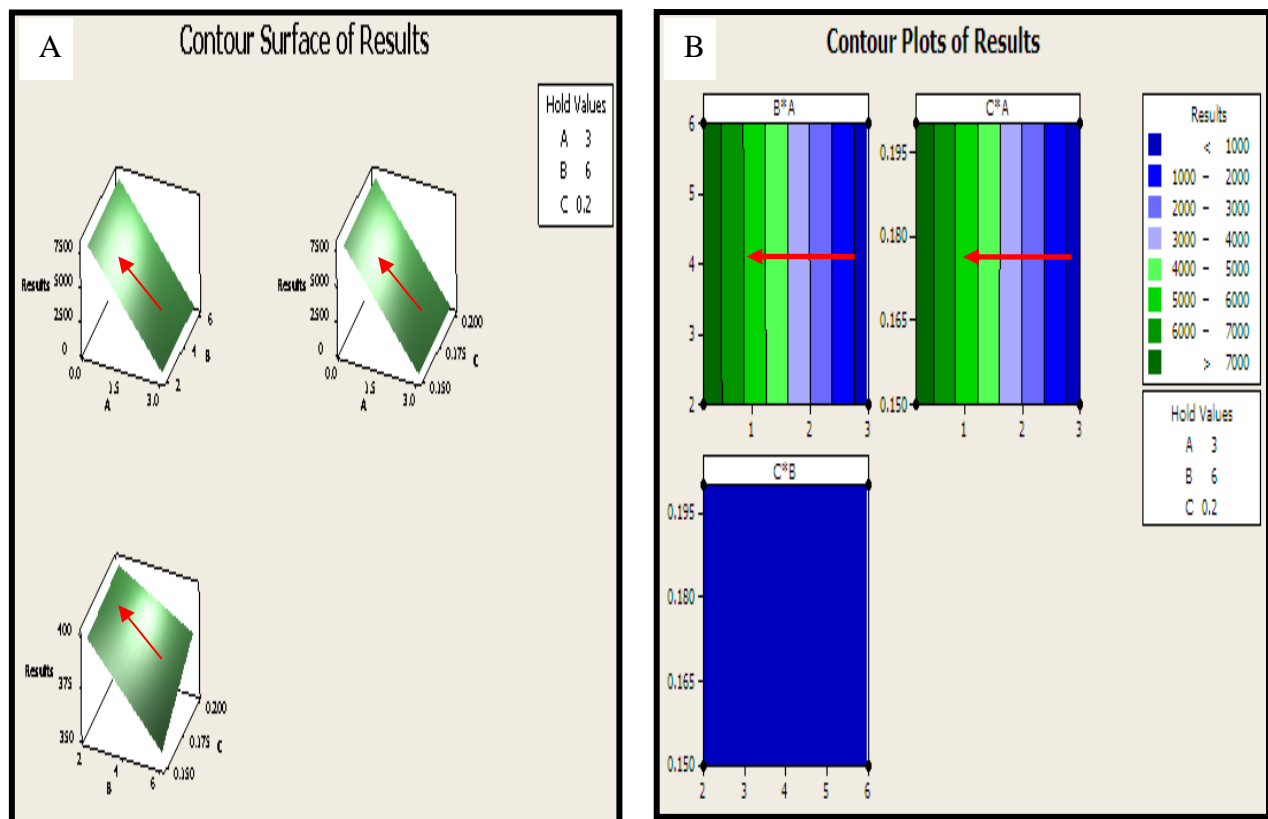 A
Contour Surface of Results
Hold Values
A 3
B 6
C 0.2
7500
5000
Results
2500
0
0.0
1.5
A
3.0
2
4
B
6
7500
5000
Results
2500
0
0.0
1.5
A
3.0
0.150
0.175
C
0.200
400
Results
375
350
2
4
B
6
0.150
0.175
C
0.200
B
Contour Plots of Results
B*A
6
5
4
3
2
1 2 3
C*A
0.195
0.180
0.165
0.150
1 2 3
Results
< 1000
1000 - 2000
2000 - 3000
3000 - 4000
4000 - 5000
5000 - 6000
6000 - 7000
> 7000
Hold Values
A 3
B 6
C 0.2
C*B
0.195
0.180
0.165
0.150
2 3 4 5 6